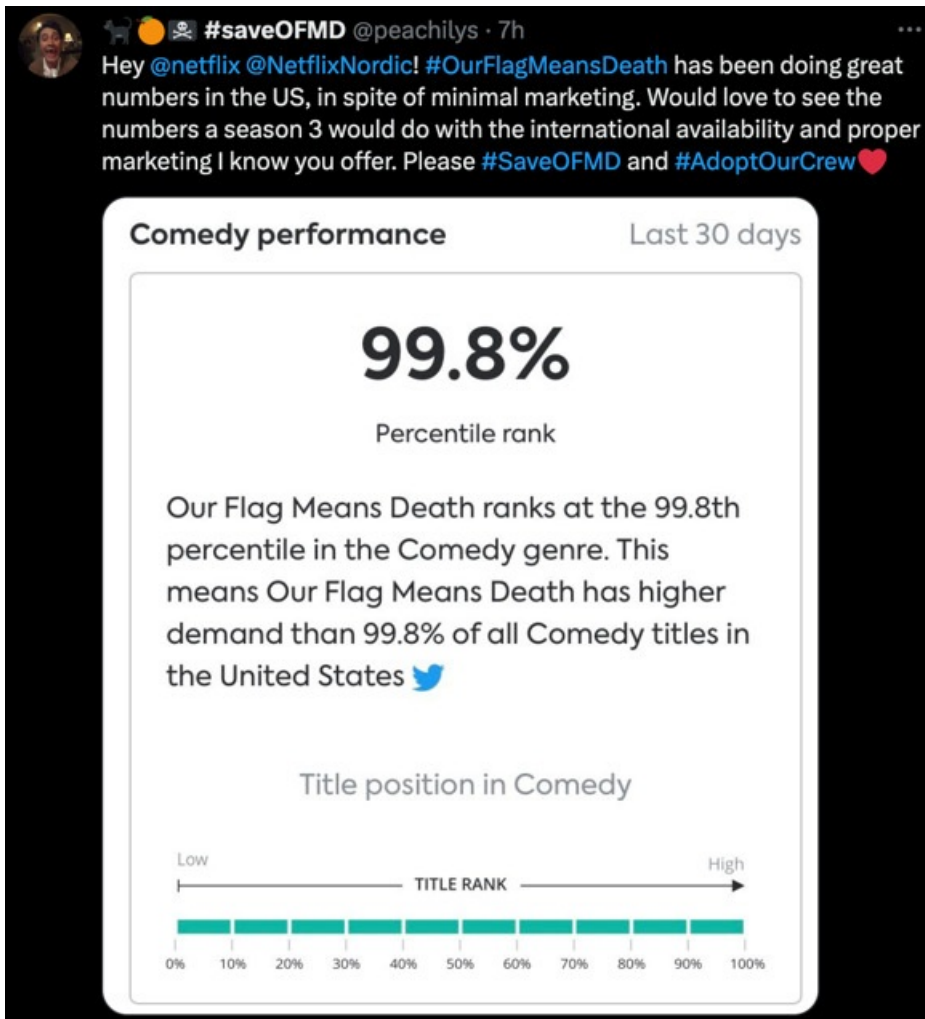 #saveOFMD @peachilys · 7h
Hey @netflix @NetflixNordic! #OurFlagMeansDeath has been doing great
numbers in the US, in spite of minimal marketing. Would love to see the
numbers a season 3 would do with the international availability and proper
marketing I know you offer. Please #SaveOFMD and #AdoptOurCrew
Comedy performance Last 30 days
99.8%
Percentile rank
Our Flag Means Death ranks at the 99.8th
percentile in the Comedy genre. This
means Our Flag Means Death has higher
demand than 99.8% of all Comedy titles in
the United States
Title position in Comedy
Low High
TITLE RANK
0% 10% 20% 30% 40% 50% 60% 70% 80% 90% 100%